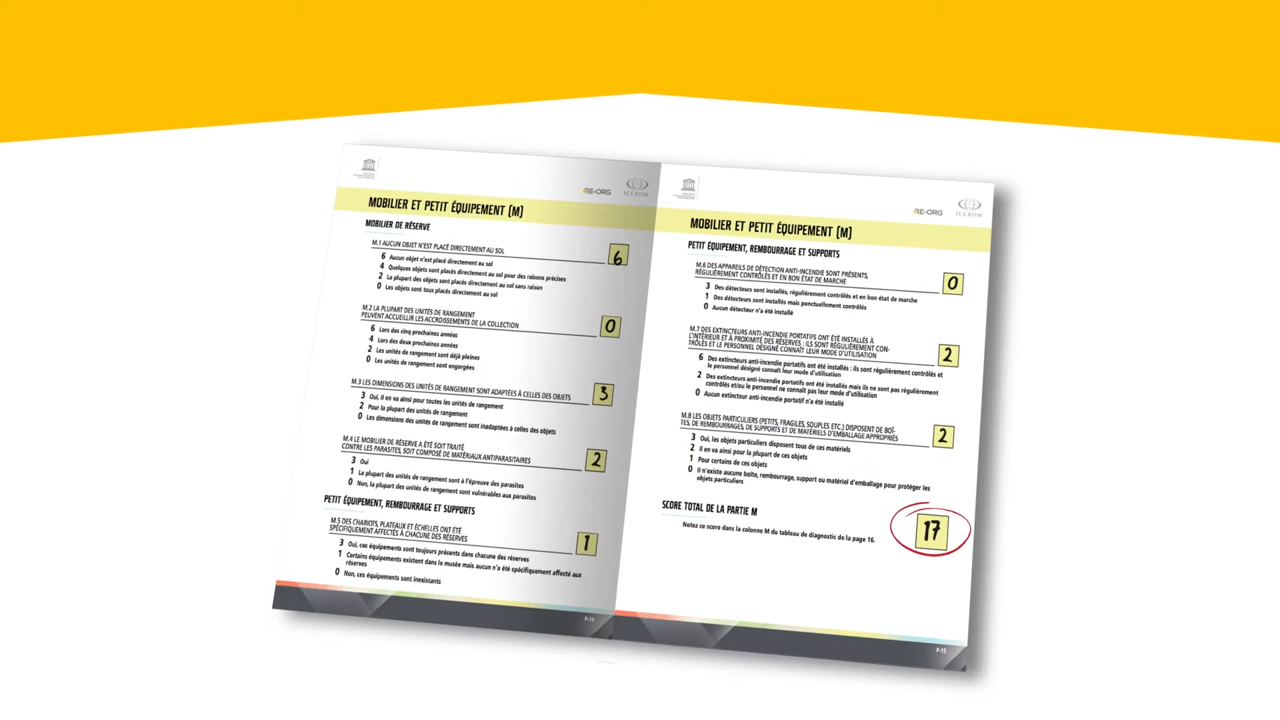 RE-ORG
ICCROM
MOBILIER ET PETIT ÉQUIPEMENT (M)
MOBILIER DE RÉSERVE
M.1 AUCUN OBJET N'EST PLACÉ DIRECTEMENT AU SOL
6
6 Aucun objet n'est placé directement au sol
4 Quelques objets sont placés directement au sol pour des raisons précises
2 La plupart des objets sont placés directement au sol sans raison
0 Les objets sont tous placés directement au sol
M.2 LA PLUPART DES UNITÉS DE RANGEMENT
PEUVENT ACCUEILLIR LES ACCROISSEMENTS DE LA COLLECTION
0
6 Lors des cinq prochaines années
4 Lors des deux prochaines années
2 Les unités de rangement sont déjà pleines
0 Les unités de rangement sont engorgées
M.3 LES DIMENSIONS DES UNITÉS DE RANGEMENT SONT ADAPTÉES À CELLES DES OBJETS
3
3 Oui, il en va ainsi pour toutes les unités de rangement
2 Pour la plupart des unités de rangement
0 Les dimensions des unités de rangement sont inadaptées à celles des objets
M.4 LE MOBILIER DE RÉSERVE A ÉTÉ SOIT TRAITÉ
CONTRE LES PARASITES, SOIT COMPOSÉ DE MATÉRIAUX ANTIPARASITAIRES
2
3 Oui
1 La plupart des unités de rangement sont à l'épreuve des parasites
0 Non, la plupart des unités de rangement sont vulnérables aux parasites
PETIT ÉQUIPEMENT, REMBOURRAGE ET SUPPORTS
M.5 DES CHARIOTS, PLATEAUX ET ÉCHELLES ONT ÉTÉ
SPÉCIFIQUEMENT AFFECTÉS À CHACUNE DES RÉSERVES
1
3 Oui, ces équipements sont toujours présents dans chacune des réserves
1 Certains équipements existent dans le musée mais aucun n'a été spécifiquement affecté aux
réserves
0 Non, ces équipements sont inexistants
RE-ORG
ICCROM
MOBILIER ET PETIT ÉQUIPEMENT (M)
PETIT ÉQUIPEMENT, REMBOURRAGE ET SUPPORTS
M.6 DES APPAREILS DE DÉTECTION ANTI-INCENDIE SONT PRÉSENTS,
RÉGULIÈREMENT CONTRÔLÉS ET EN BON ÉTAT DE MARCHE
0
3 Des détecteurs sont installés, régulièrement contrôlés et en bon état de marche
1 Des détecteurs sont installés mais ponctuellement contrôlés
0 Aucun détecteur n'a été installé
M.7 DES EXTINCTEURS ANTI-INCENDIE PORTATIFS ONT ÉTÉ INSTALLÉS À
L'INTÉRIEUR ET À PROXIMITÉ DES RÉSERVES ; ILS SONT RÉGULIÈREMENT CON-
TRÔLÉS ET LE PERSONNEL DÉSIGNÉ CONNAÎT LEUR MODE D'UTILISATION
2
6 Des extincteurs anti-incendie portatifs ont été installés : ils sont régulièrement contrôlés et
le personnel désigné connaît leur mode d'utilisation
2 Des extincteurs anti-incendie portatifs ont été installés mais ils ne sont pas régulièrement
contrôlés et/ou le personnel ne connaît pas leur mode d'utilisation
0 Aucun extincteur anti-incendie portatif n'a été installé
M.8 LES OBJETS PARTICULIERS (PETITS, FRAGILES, SOUPLES ETC.) DISPOSENT DE BOÎ-
TES, DE REMBOURRAGES, DE SUPPORTS ET DE MATÉRIELS D'EMBALLAGE APPROPRIÉS
2
3 Oui, les objets particuliers disposent tous de ces matériels
2 Il en va ainsi pour la plupart de ces objets
1 Pour certains de ces objets
0 Il n'existe aucune boîte, rembourrage, support ou matériel d'emballage pour protéger les
objets particuliers
SCORE TOTAL DE LA PARTIE M
17
Notez ce score dans la colonne M du tableau de diagnostic de la page 16.
P-15